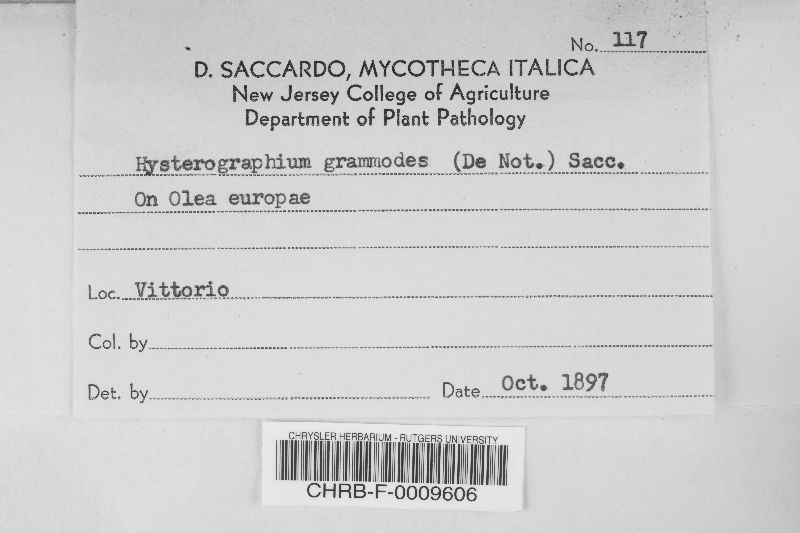 No. 117
D. SACCARDO, MYCOTHECA ITALICA
New Jersey College of Agriculture
Department of Plant Pathology
Hysterographium grammodes (De Not.) Sacc.
On Olea europae
Loc. Vittorio
Col. by
Det. by Date Oct. 1897
CHRYSLER HERBARIUM - RUTGERS UNIVERSITY
CHRB-F-0009606